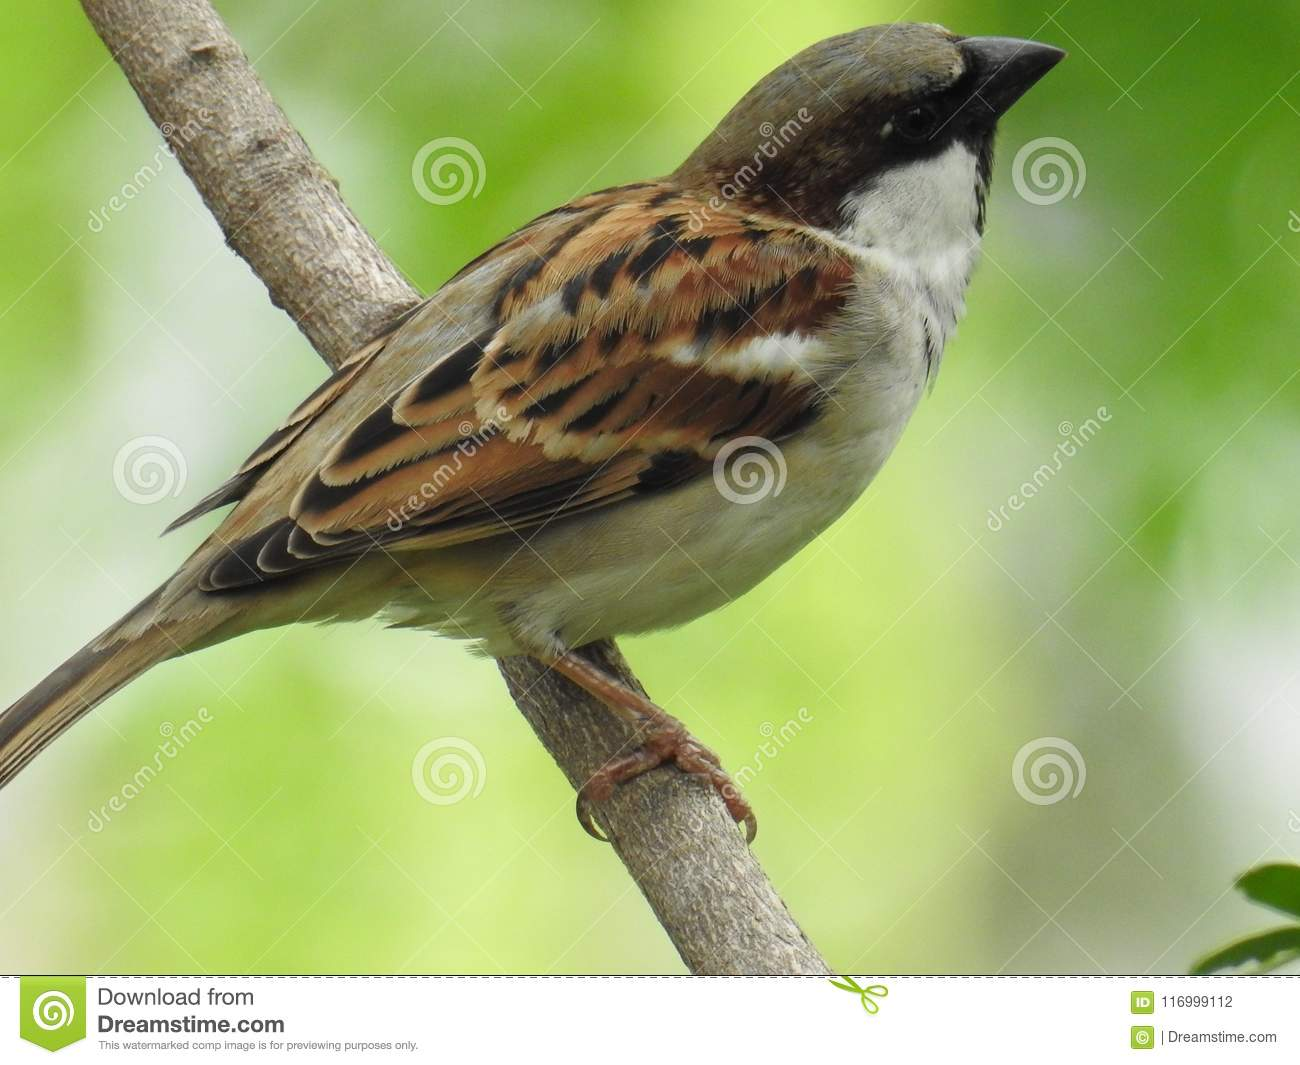 dreamstime
dreamstime
dreamstime
dreamstime
dreamstime
dreamstime
Download from
Dreamstime.com
This watermarked comp image is for previewing purposes only.
ID 116999112
© | Dreamstime.com